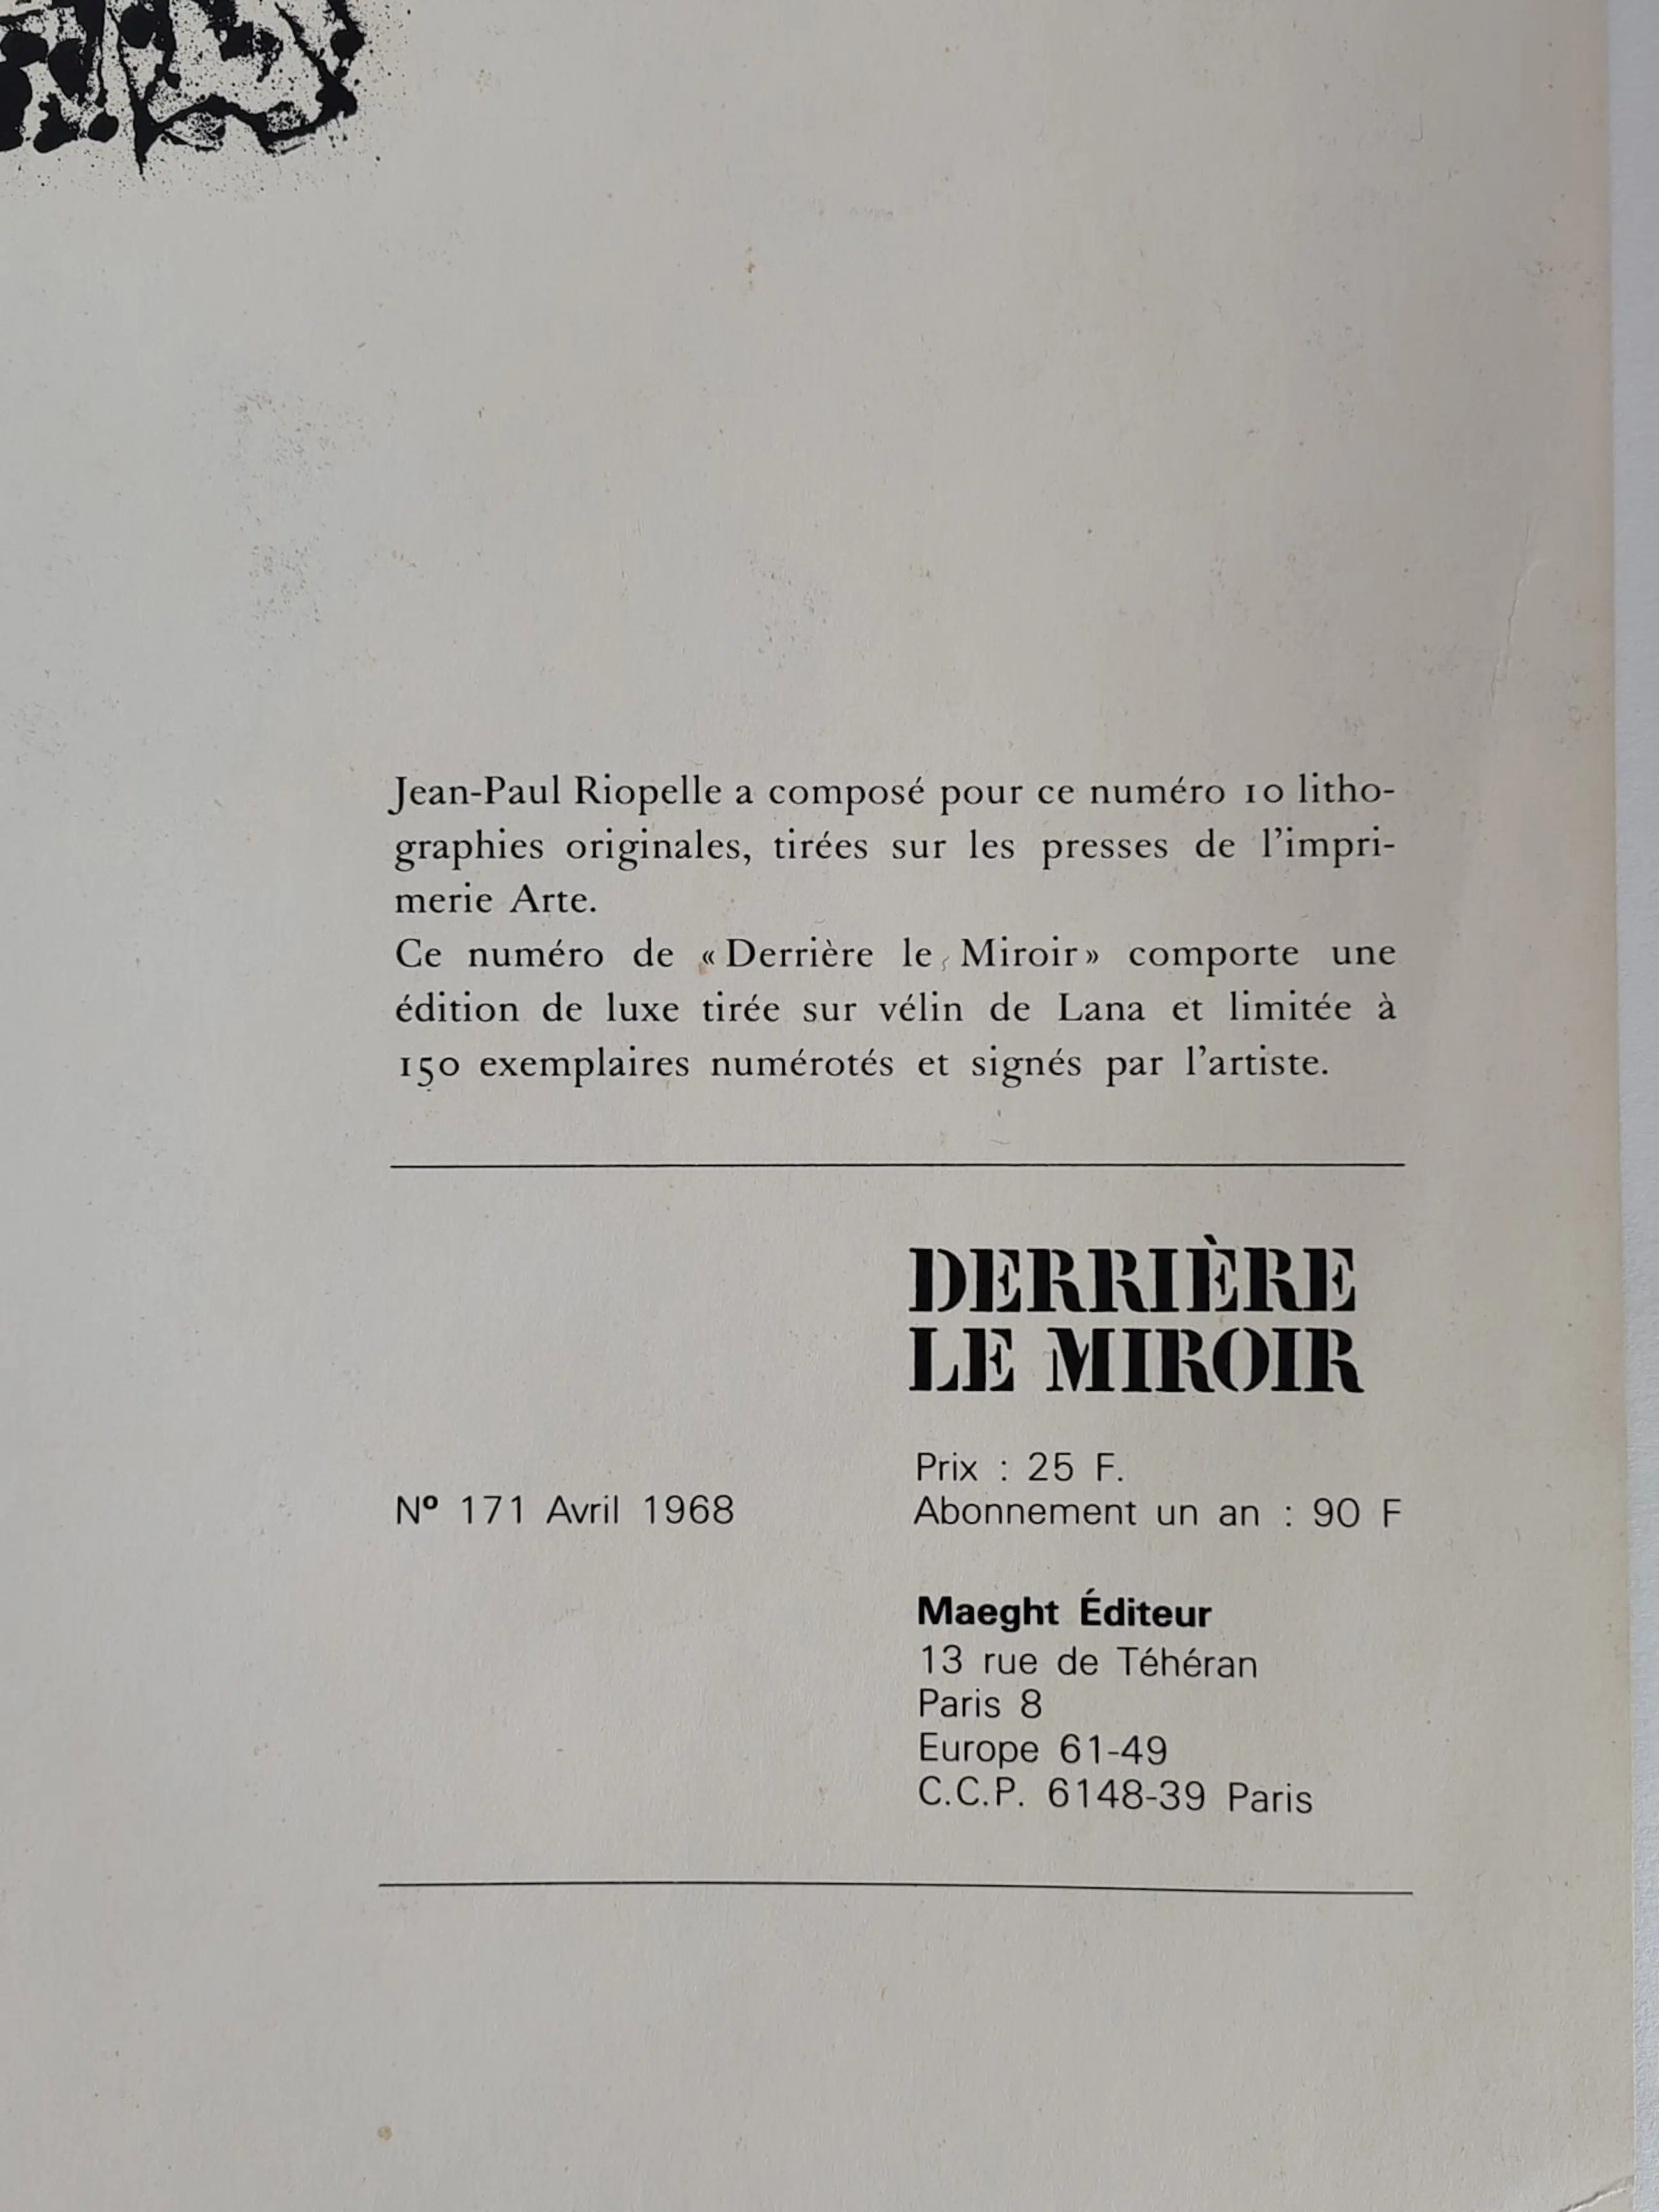 Jean-Paul Riopelle a composé pour ce numéro 10 litho-
graphies originales, tirées sur les presses de l'impri-
merie Arte.
Ce numéro de « Derrière le Miroir » comporte une
édition de luxe tirée sur vélin de Lana et limitée à
150 exemplaires numérotés et signés par l'artiste.
DERRIÈRE
LE MIROIR
Prix : 25 F.
Nº 171 Avril 1968
Abonnement un an : 90 F
Maeght Éditeur
13 rue de Téhéran
Paris 8
Europe 61-49
C.C.P. 6148-39 Paris